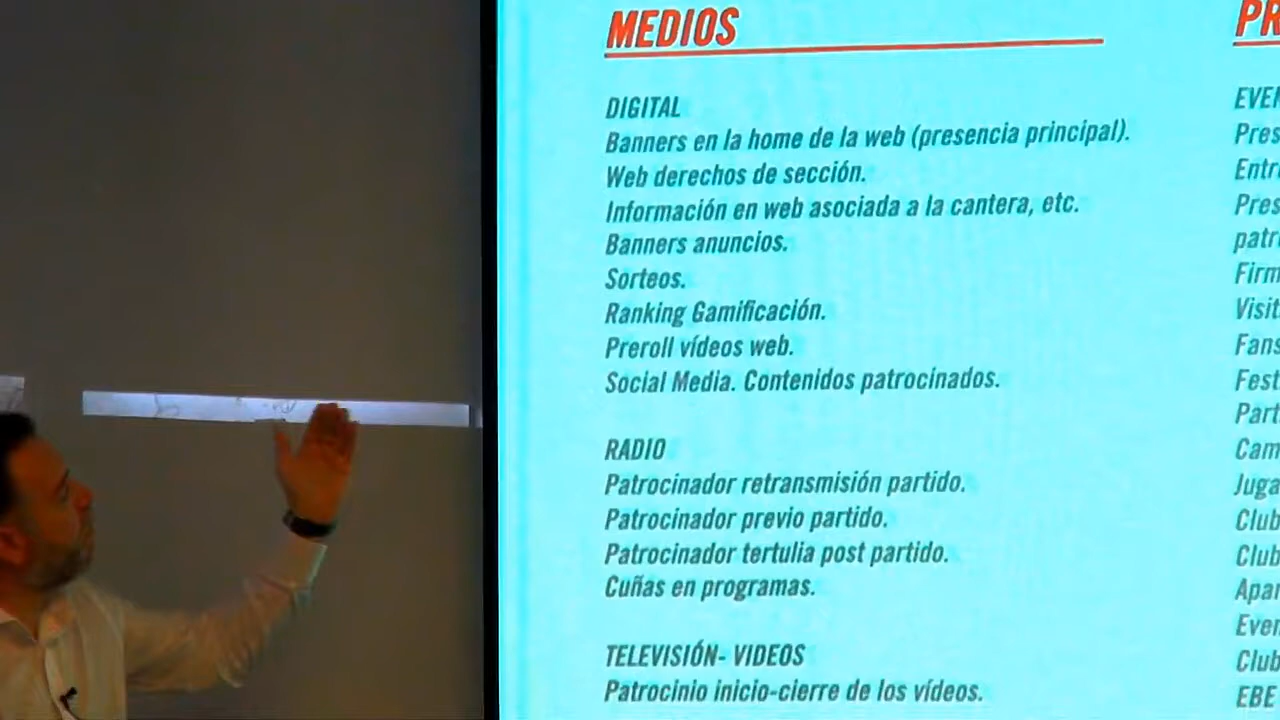 MEDIOS
DIGITAL
Banners en la home de la web (presencia principal).
Web derechos de sección.
Información en web asociada a la cantera, etc.
Banners anuncios.
Sorteos.
Ranking Gamificación.
Preroll vídeos web.
Social Media. Contenidos patrocinados.
RADIO
Patrocinador retransmisión partido.
Patrocinador previo partido.
Patrocinador tertulia post partido.
Cuñas en programas.
TELEVISIÓN- VIDEOS
Patrocinio inicio-cierre de los vídeos.
EBE